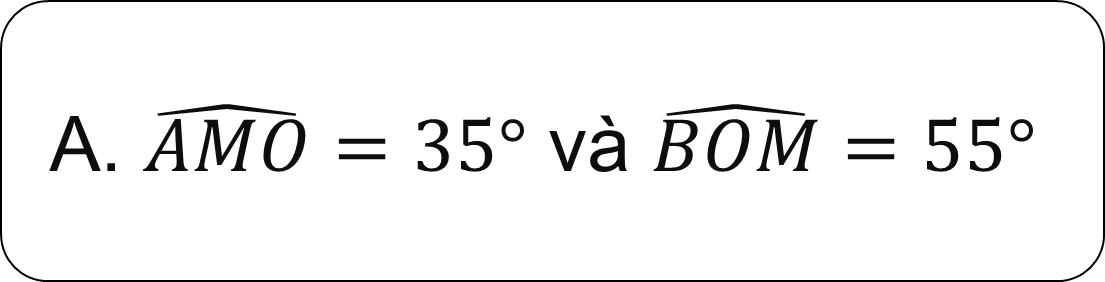 A. $\widehat{AMO} = 35°$ và $\widehat{BOM} = 55°$